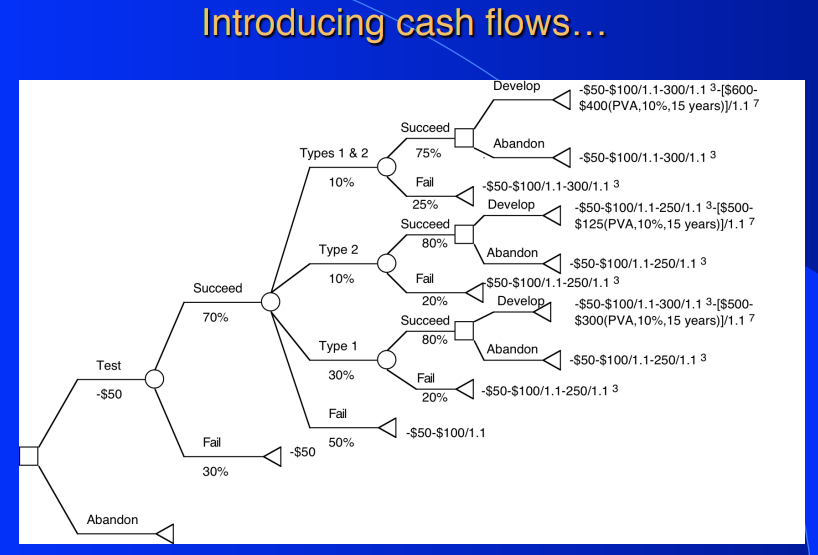 Introducing cash flows…
Develop
-$50-$100/1.1-300/1.1 3-[$600-
$400(PVA,10%,15 years)]/1.1 7
Succeed
75%
Abandon
-$50-$100/1.1-300/1.1 3
Types 1 & 2
10%
Fail
25%
-$50-$100/1.1-300/1.1 3
Develop
-$50-$100/1.1-250/1.1 3-[$500-
$125(PVA,10%,15 years)]/1.1 7
Succeed
80%
Abandon
-$50-$100/1.1-250/1.1 3
Type 2
10%
Fail
20%
-$50-$100/1.1-250/1.1 3
Develop
-$50-$100/1.1-300/1.1 3-[$500-
$300(PVA,10%,15 years)]/1.1 7
Succeed
80%
Abandon
-$50-$100/1.1-250/1.1 3
Succeed
70%
Type 1
30%
Fail
20%
-$50-$100/1.1-250/1.1 3
Test
-$50
Fail
50%
-$50-$100/1.1
Fail
30%
-$50
Abandon